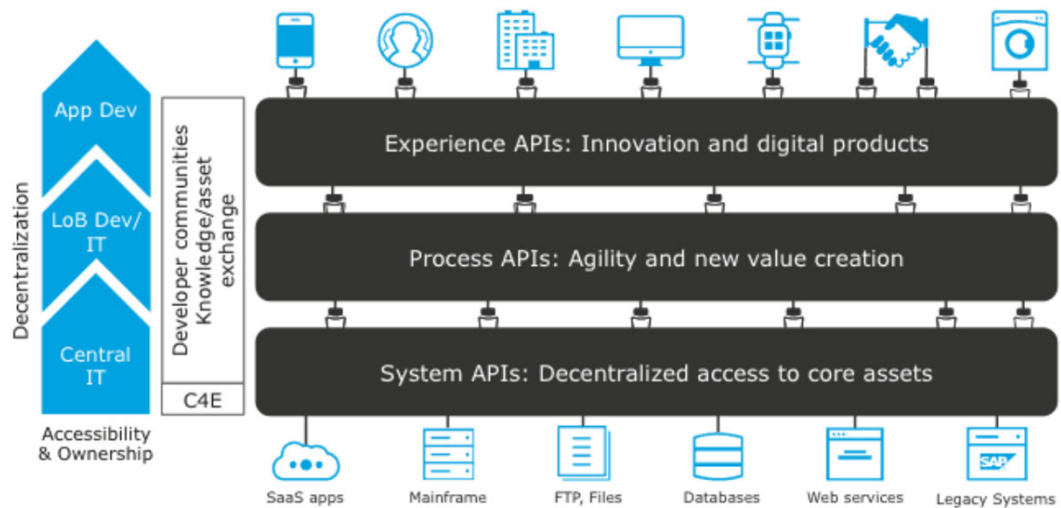 Decentralization
App Dev
LoB Dev/
IT
Central
IT
Accessibility
& Ownership
Developer communities
Knowledge/asset
exchange
C4E
Experience APIs: Innovation and digital products
Process APIs: Agility and new value creation
System APIs: Decentralized access to core assets
SaaS apps
Mainframe
FTP, Files
Databases
Web services
SAP
Legacy Systems